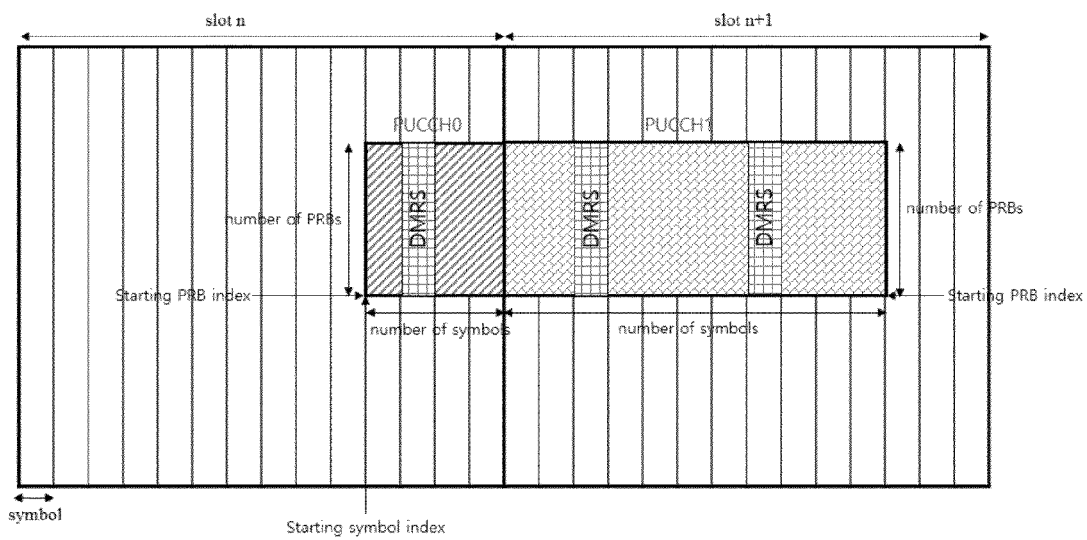 slot n
slot n+1
PUCCH0
PUCCH1
DMRS
DMRS
DMRS
number of PRBs
number of PRBs
Starting PRB index
Starting PRB index
number of symbols
number of symbols
symbol
Starting symbol index